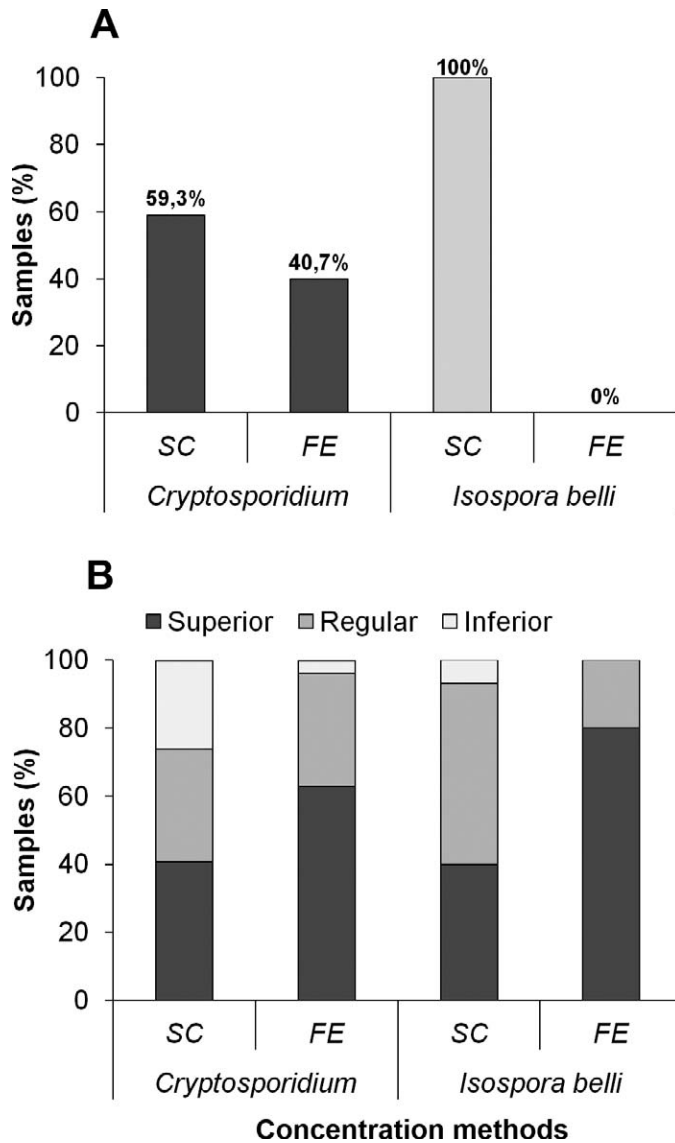 A
Samples (%)
100
80
60
40
20
0
59,3%
40,7%
100%
0%
SC FE SC FE
Cryptosporidium Isospora belli
B
Superior Regular Inferior
Samples (%)
100
80
60
40
20
0
SC FE SC FE
Cryptosporidium Isospora belli
Concentration methods